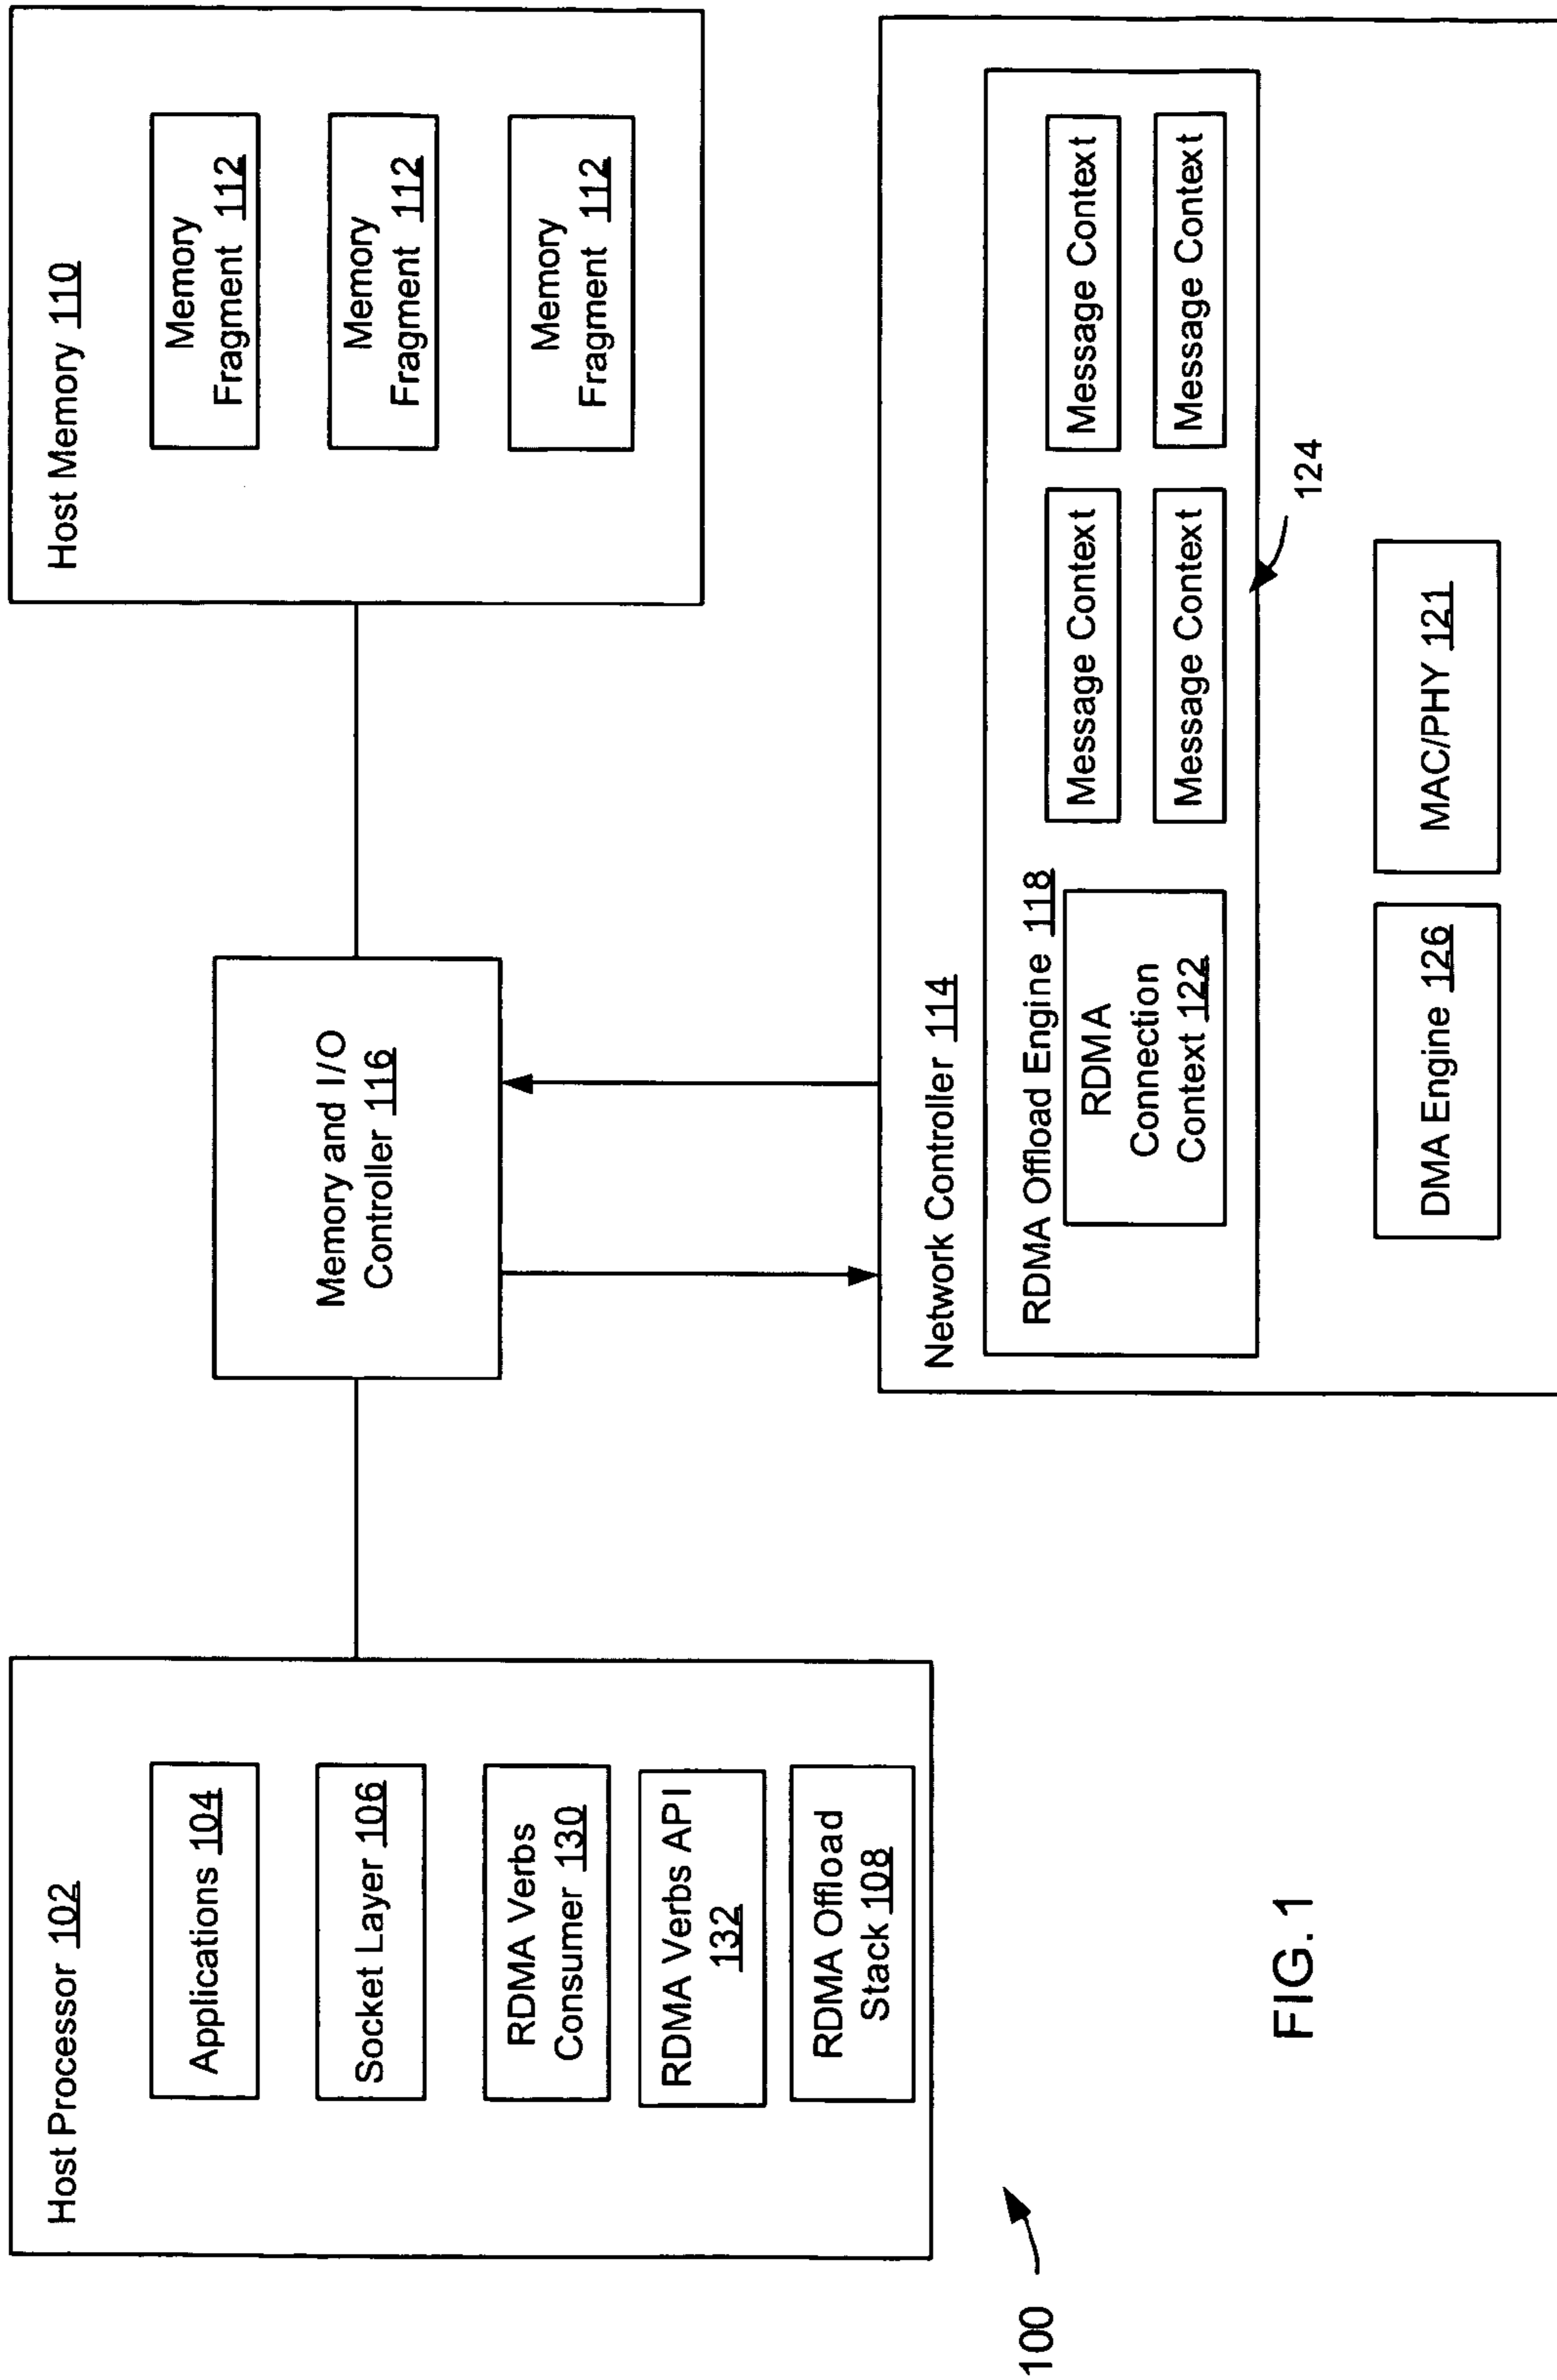 Host Processor 102
Applications 104
Socket Layer 106
RDMA Verbs
Consumer 130
RDMA Verbs API
132
RDMA Offload
Stack 108
100
Memory and I/O
Controller 116
Host Memory 110
Memory
Fragment 112
Memory
Fragment 112
Memory
Fragment 112
Network Controller 114
RDMA Offload Engine 118
RDMA
Connection
Context 122
Message Context
Message Context
Message Context
Message Context
124
DMA Engine 126
MAC/PHY 121
FIG. 1